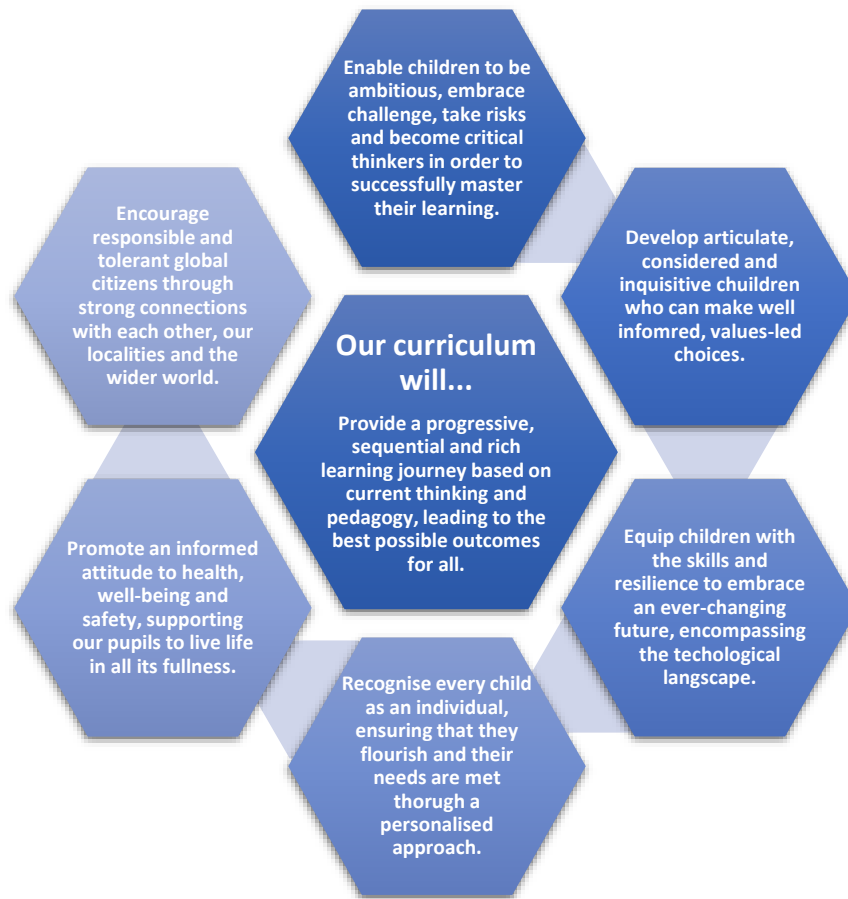 Our curriculum
will...
Provide a progressive,
sequential and rich
learning journey based on
current thinking and
pedagogy, leading to the
best possible outcomes
for all.
Enable children to be
ambitious, embrace
challenge, take risks
and become critical
thinkers in order to
successfully master
their learning.
Develop articulate,
considered and
inquisitive chuildren
who can make well
infomred, values-led
choices.
Equip children with
the skills and
resilience to embrace
an ever-changing
future, encompassing
the techological
langscape.
Recognise every child
as an individual,
ensuring that they
flourish and their
needs are met
thorugh a
personalised
approach.
Promote an informed
attitude to health,
well-being and
safety, supporting
our pupils to live life
in all its fullness.
Encourage
responsible and
tolerant global
citizens through
strong connections
with each other, our
localities and the
wider world.